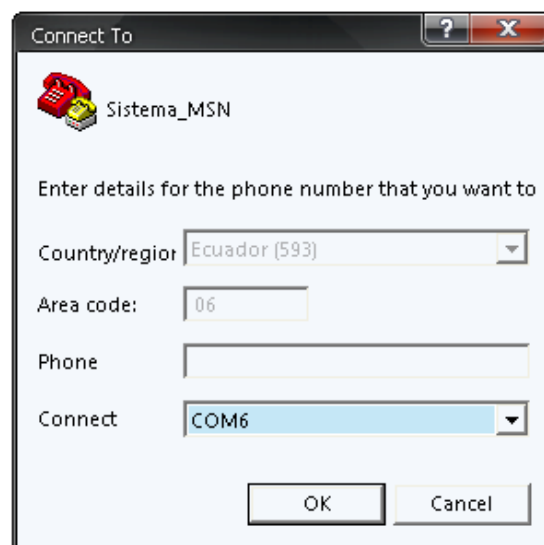 Connect To
Sistema_MSN
Enter details for the phone number that you want to
Country/region
Ecuador (593)
Area code:
06
Phone
Connect
COM6
OK
Cancel